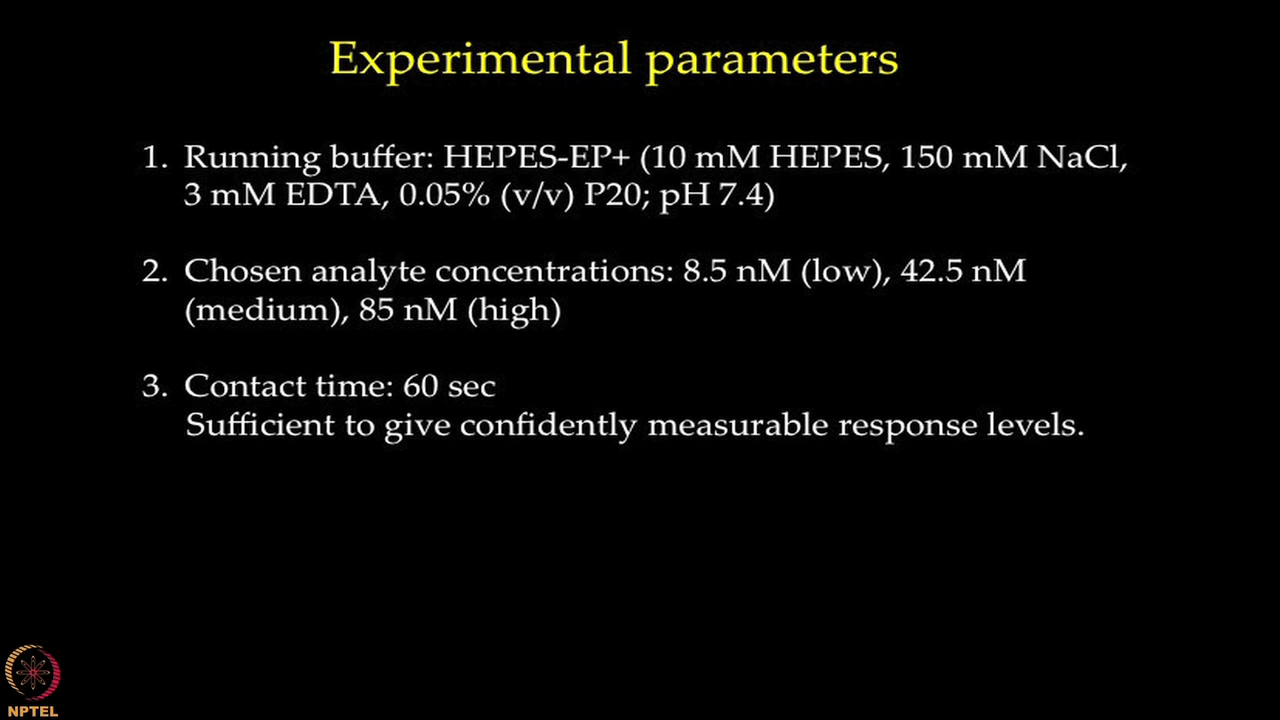 Experimental parameters
1. Running buffer: HEPES-EP+ (10 mM HEPES, 150 mM NaCl,
3 mM EDTA, 0.05% (v/v) P20; pH 7.4)
2. Chosen analyte concentrations: 8.5 nM (low), 42.5 nM
(medium), 85 nM (high)
3. Contact time: 60 sec
Sufficient to give confidently measurable response levels.
NPTEL